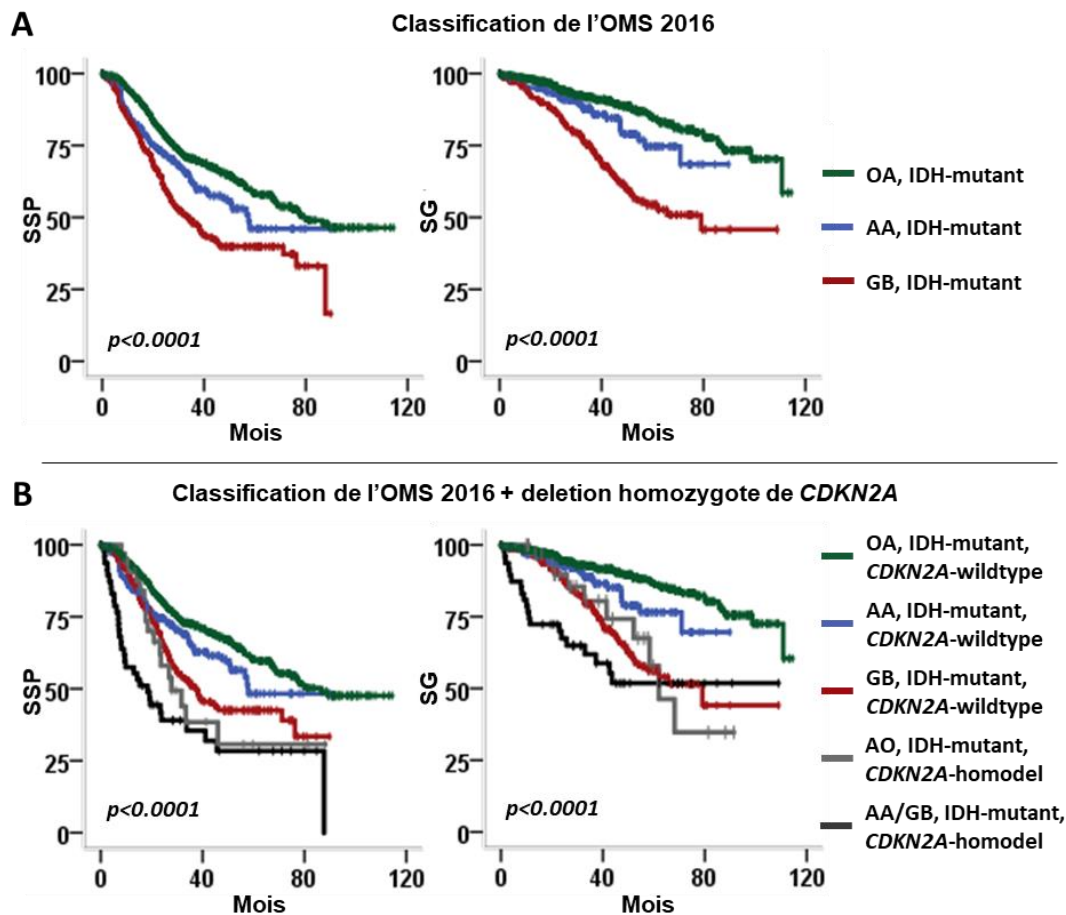 A
Classification de l'OMS 2016
100
75
50
25
0
SSP
p<0.0001
0 40 80 120
Mois
100
75
50
25
0
SG
p<0.0001
0 40 80 120
Mois
OA, IDH-mutant
AA, IDH-mutant
GB, IDH-mutant
B
Classification de l'OMS 2016 + deletion homozygote de CDKN2A
100
75
50
25
0
SSP
p<0.0001
0 40 80 120
Mois
100
75
50
25
0
SG
p<0.0001
0 40 80 120
Mois
OA, IDH-mutant,
CDKN2A-wildtype
AA, IDH-mutant,
CDKN2A-wildtype
GB, IDH-mutant,
CDKN2A-wildtype
AO, IDH-mutant,
CDKN2A-homodel
AA/GB, IDH-mutant,
CDKN2A-homodel